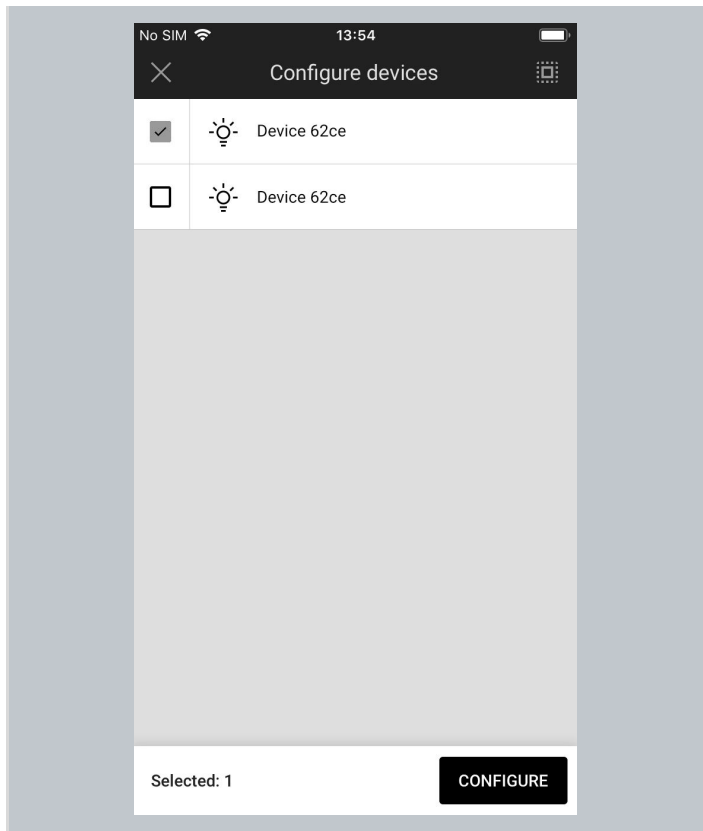 No SIM 13:54
Configure devices
Device 62ce
Device 62ce
Selected: 1 CONFIGURE